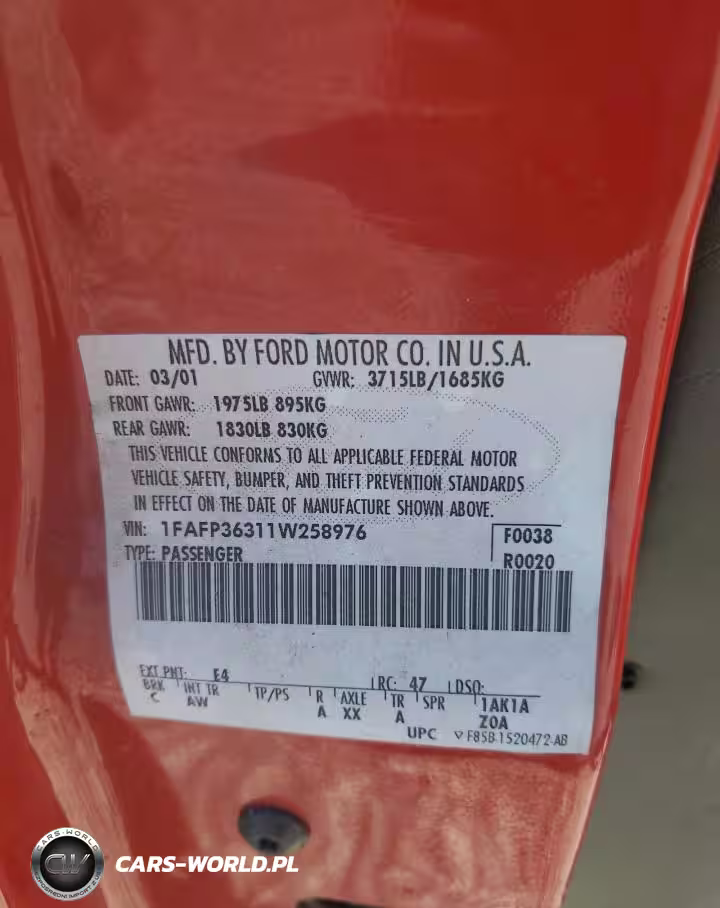 MFD. BY FORD MOTOR CO. IN U.S.A.
DATE: 03/01 GVWR: 3715LB/1685KG
FRONT GAWR: 1975LB 895KG
REAR GAWR: 1830LB 830KG
THIS VEHICLE CONFORMS TO ALL APPLICABLE FEDERAL MOTOR
VEHICLE SAFETY, BUMPER, AND THEFT PREVENTION STANDARDS
IN EFFECT ON THE DATE OF MANUFACTURE SHOWN ABOVE.
VIN: 1FAFP36311W258976 F0038
TYPE: PASSENGER R0020
EXT PNT: E4 RC: 47 DSO:
BRK INT TR TP/PS R AXLE TR SPR 1AK1A
C AW A XX A Z0A
UPC ▽ F85B-1520472-AB
CARS-WORLD
CW
CARS-WORLD.PL